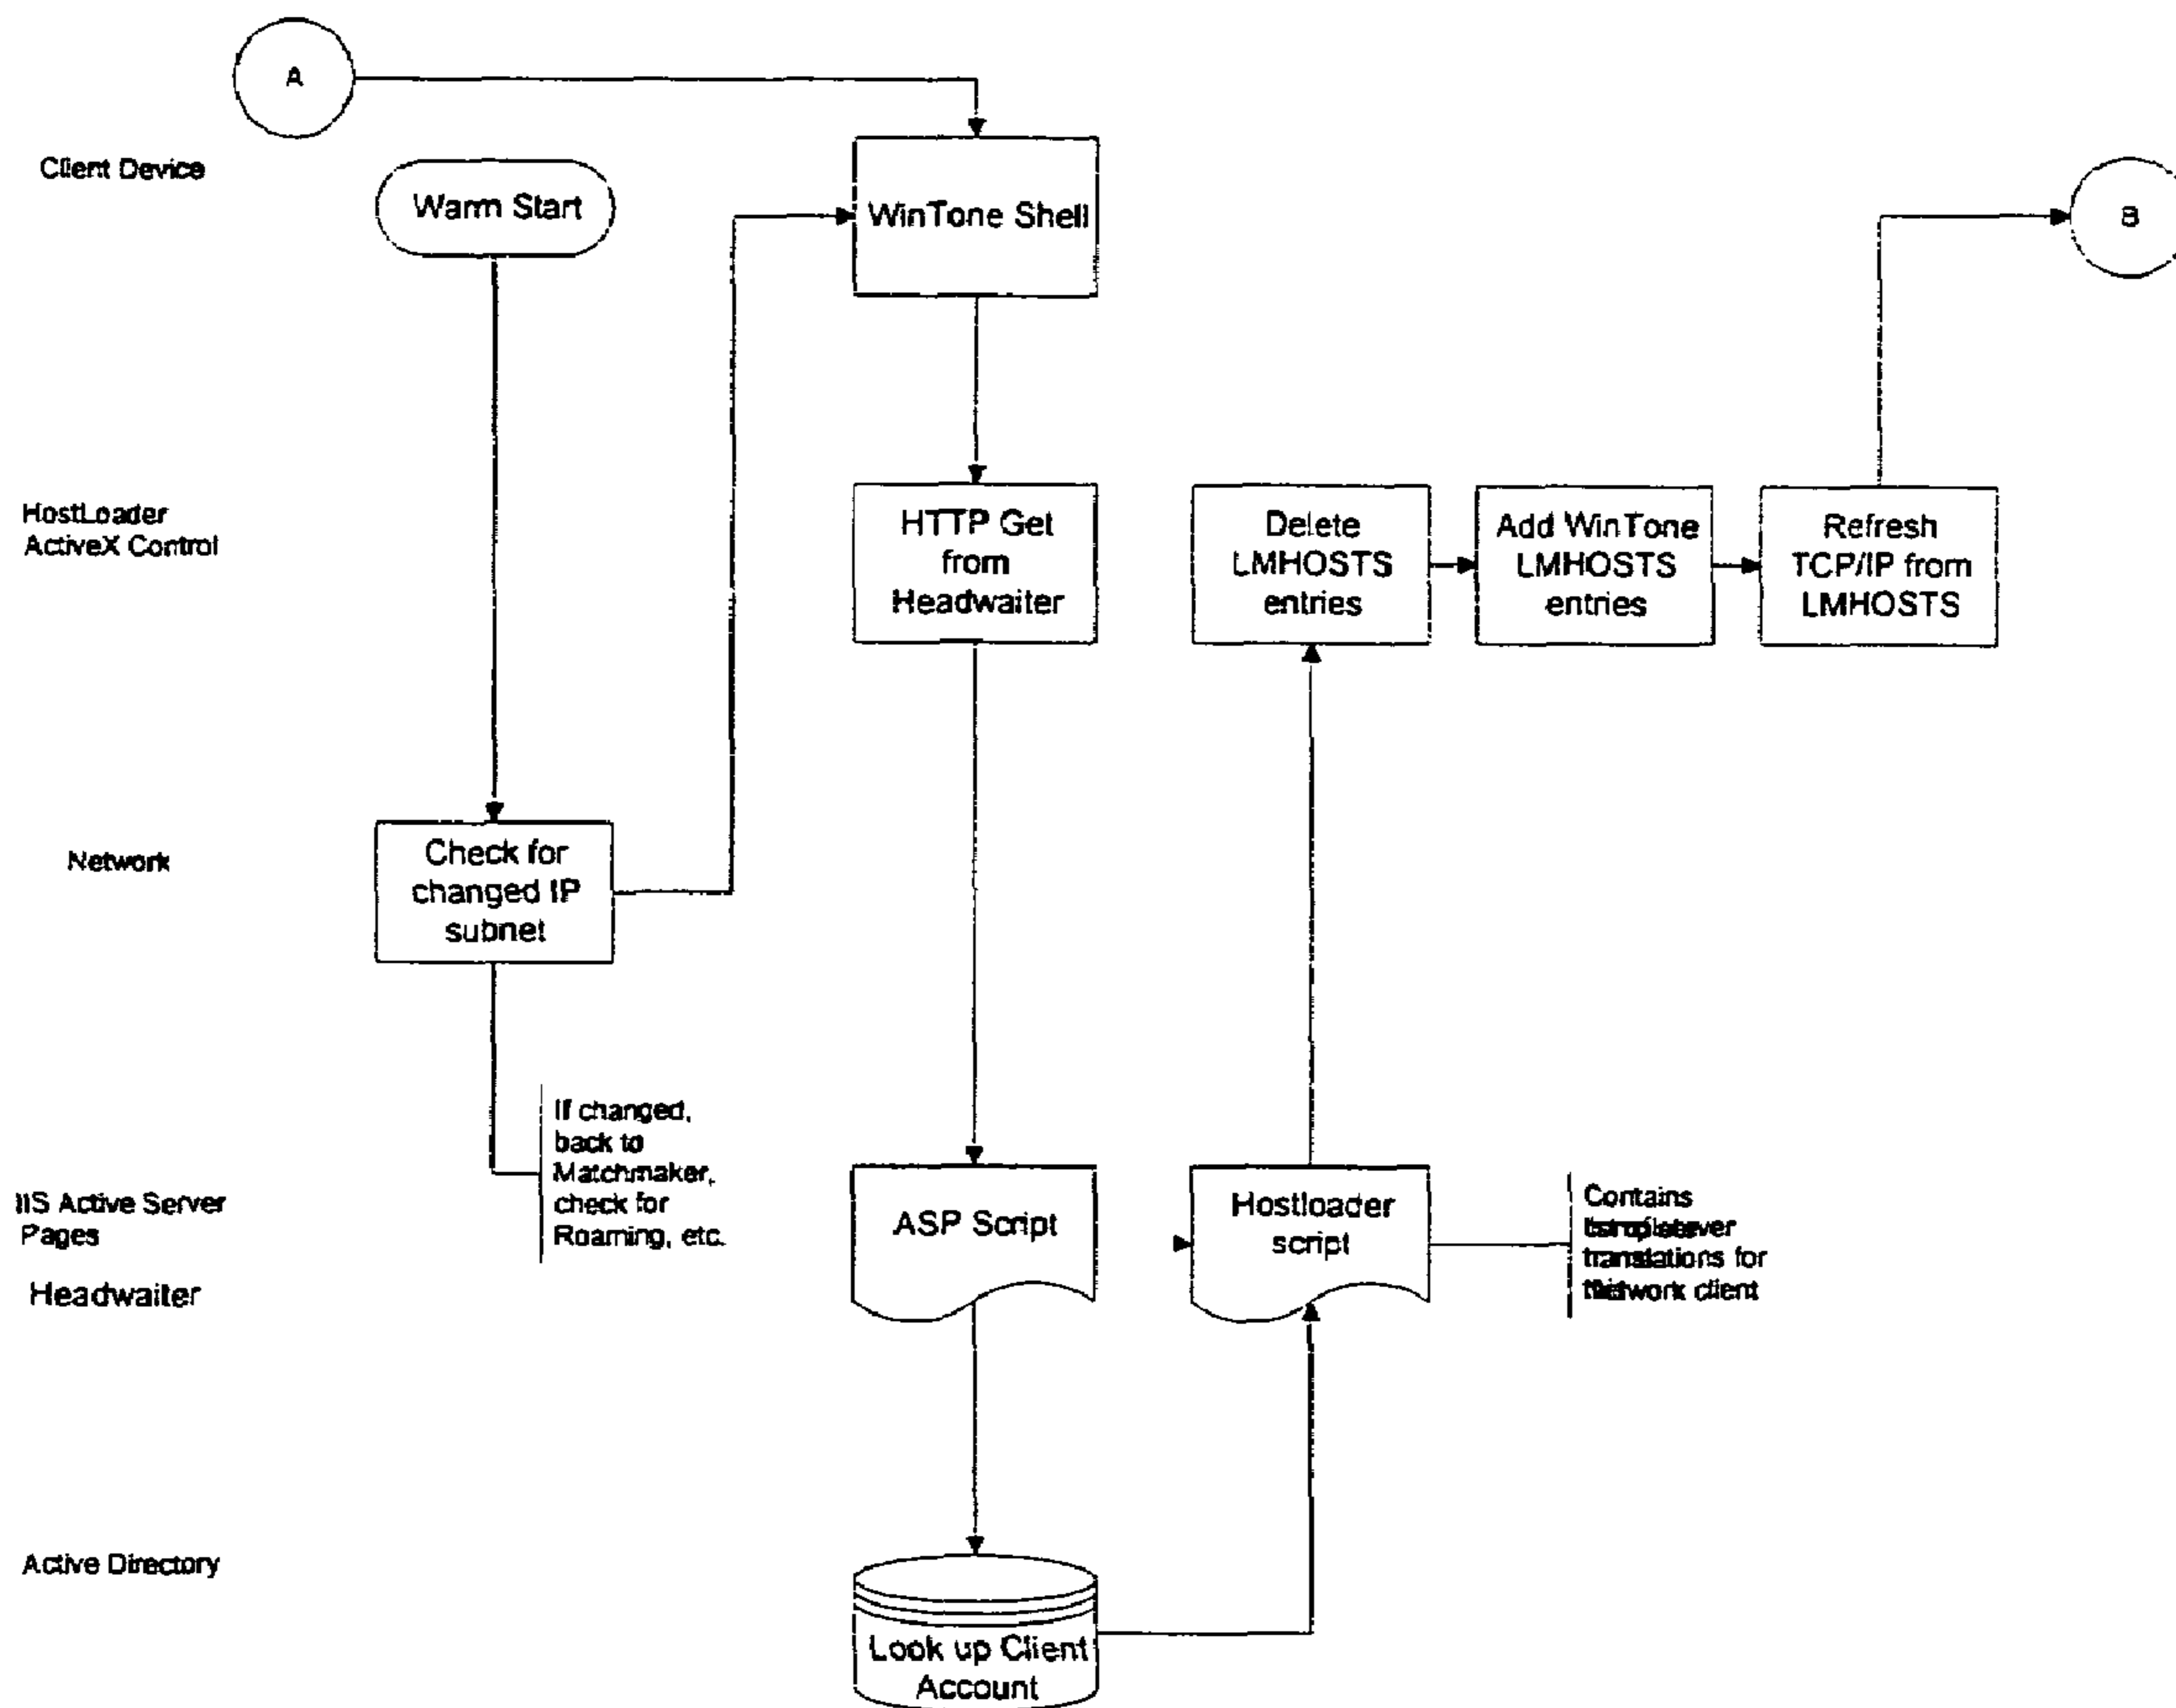 A
Client Device
Warm Start
WinTone Shell
B
HostLoader
ActiveX Control
HTTP Get
from
Headwaiter
Delete
LMHOSTS
entries
Add WinTone
LMHOSTS
entries
Refresh
TCP/IP from
LMHOSTS
Network
Check for
changed IP
subnet
If changed,
back to
Matchmaker,
check for
Roaming, etc.
IIS Active Server
Pages
Headwaiter
ASP Script
Hostloader
script
Contains
translations for
client
Active Directory
Look up Client
Account